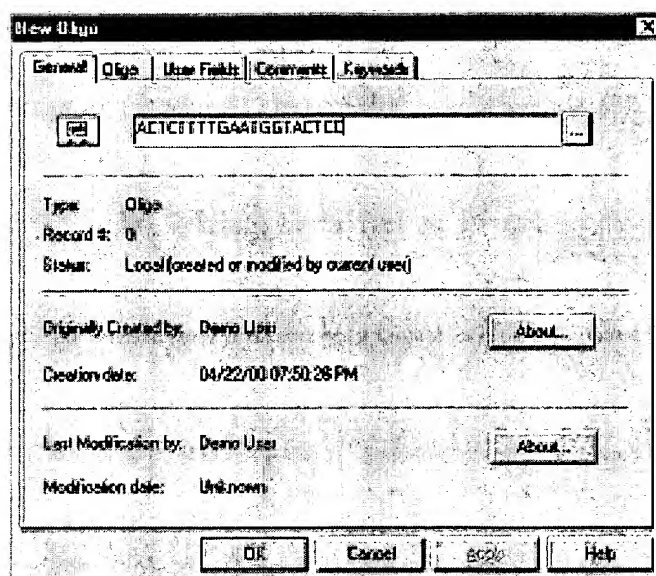 New Oligo
General Oligo User Fields Comments Keywords
ACTCTTTTGAATGGTACTCC
...
Type: Oligo
Record #: 0
Status: Local (created or modified by current user)
Originally Created by: Demo User About...
Creation date: 04/22/00 07:50:26 PM
Last Modification by: Demo User About...
Modification date: Unknown
OK Cancel Apply Help